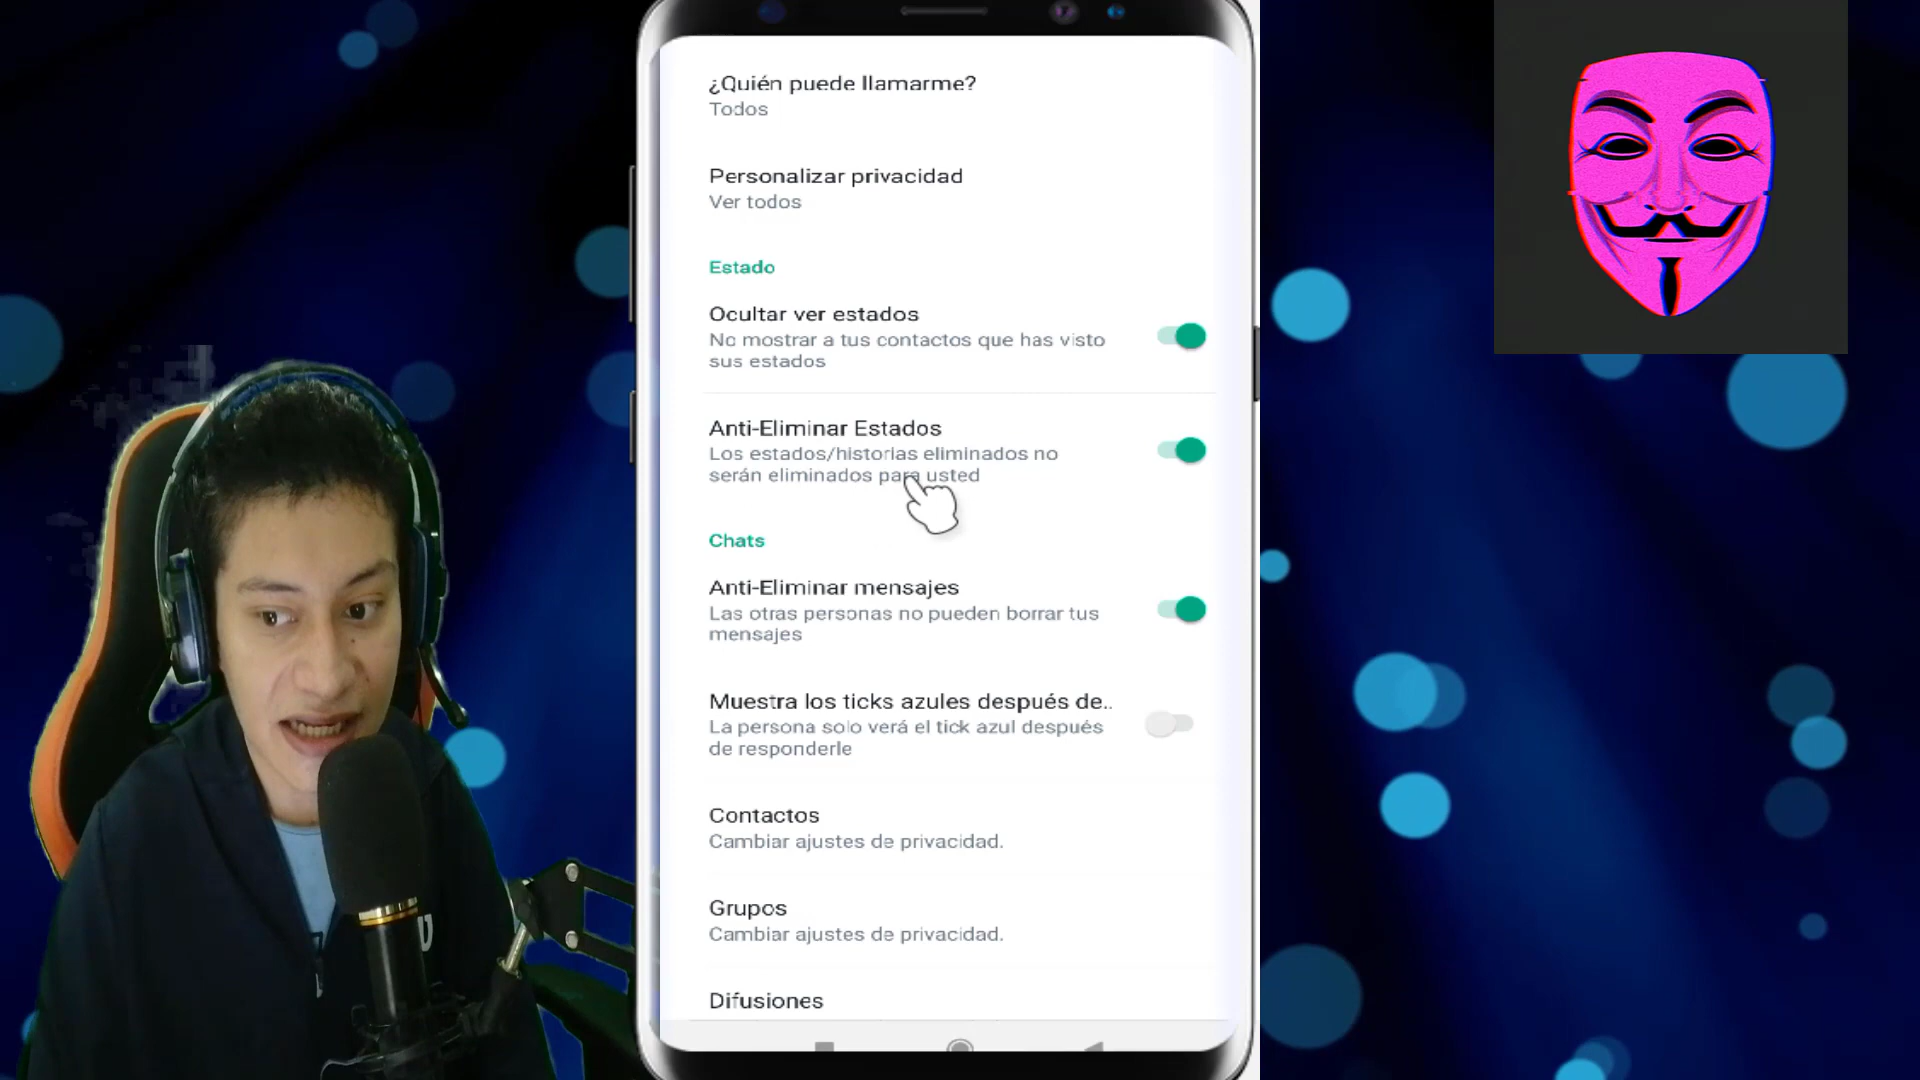 ¿Quién puede llamarme?
Todos
Personalizar privacidad
Ver todos
Estado
Ocultar ver estados
No mostrar a tus contactos que has visto
sus estados
Anti-Eliminar Estados
Los estados/historias eliminados no
serán eliminados para usted
Chats
Anti-Eliminar mensajes
Las otras personas no pueden borrar tus
mensajes
Muestra los ticks azules después de..
La persona solo verá el tick azul después
de responderle
Contactos
Cambiar ajustes de privacidad.
Grupos
Cambiar ajustes de privacidad.
Difusiones